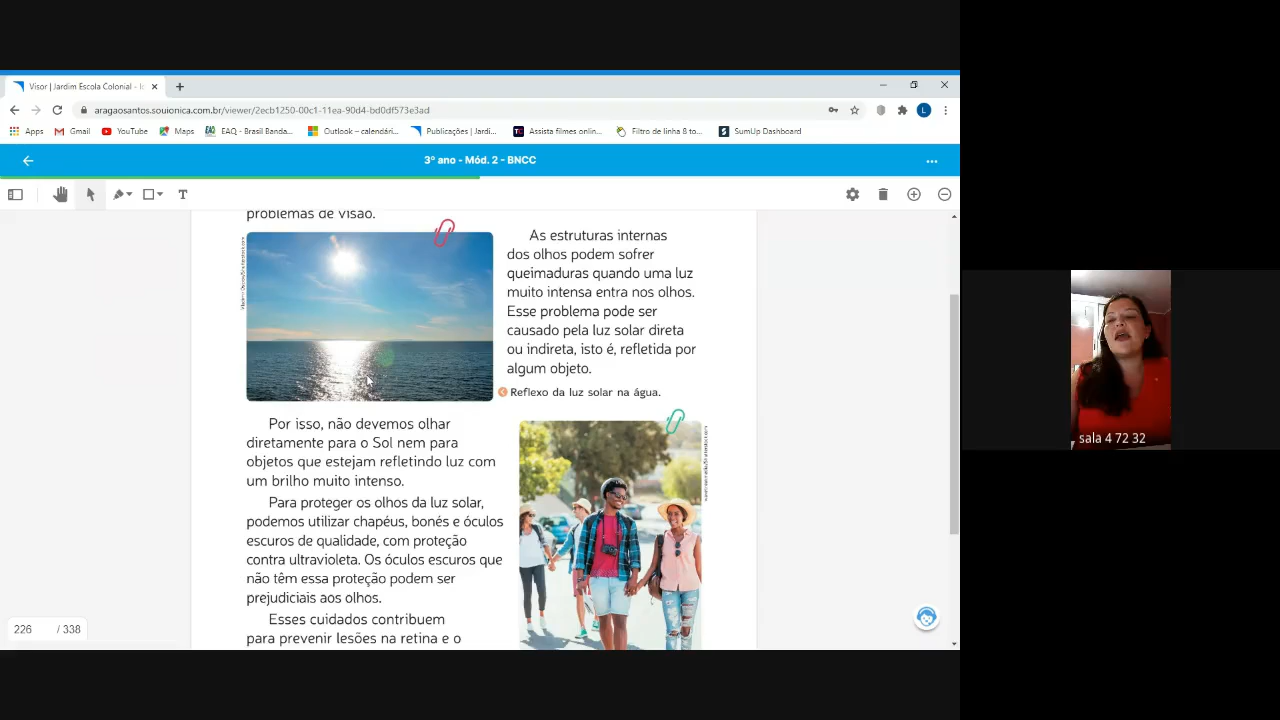 Visor | Jardim Escola Colonial - Io
aragaosantos.souionica.com.br/viewer/2ecb1250-00c1-11ea-90d4-bd0df573e3ad
Apps Gmail YouTube Maps EAQ - Brasil Banda... Outlook – calendári... Publicações | Jardi... Assista filmes onlin... Filtro de linha 8 to... SumUp Dashboard
3º ano - Mód. 2 - BNCC
problemas de visão.
As estruturas internas
dos olhos podem sofrer
queimaduras quando uma luz
muito intensa entra nos olhos.
Esse problema pode ser
causado pela luz solar direta
ou indireta, isto é, refletida por
algum objeto.
Reflexo da luz solar na água.
Por isso, não devemos olhar
diretamente para o Sol nem para
objetos que estejam refletindo luz com
um brilho muito intenso.
Para proteger os olhos da luz solar,
podemos utilizar chapéus, bonés e óculos
escuros de qualidade, com proteção
contra ultravioleta. Os óculos escuros que
não têm essa proteção podem ser
prejudiciais aos olhos.
Esses cuidados contribuem
para prevenir lesões na retina e o
226 / 338
sala 4 72 32